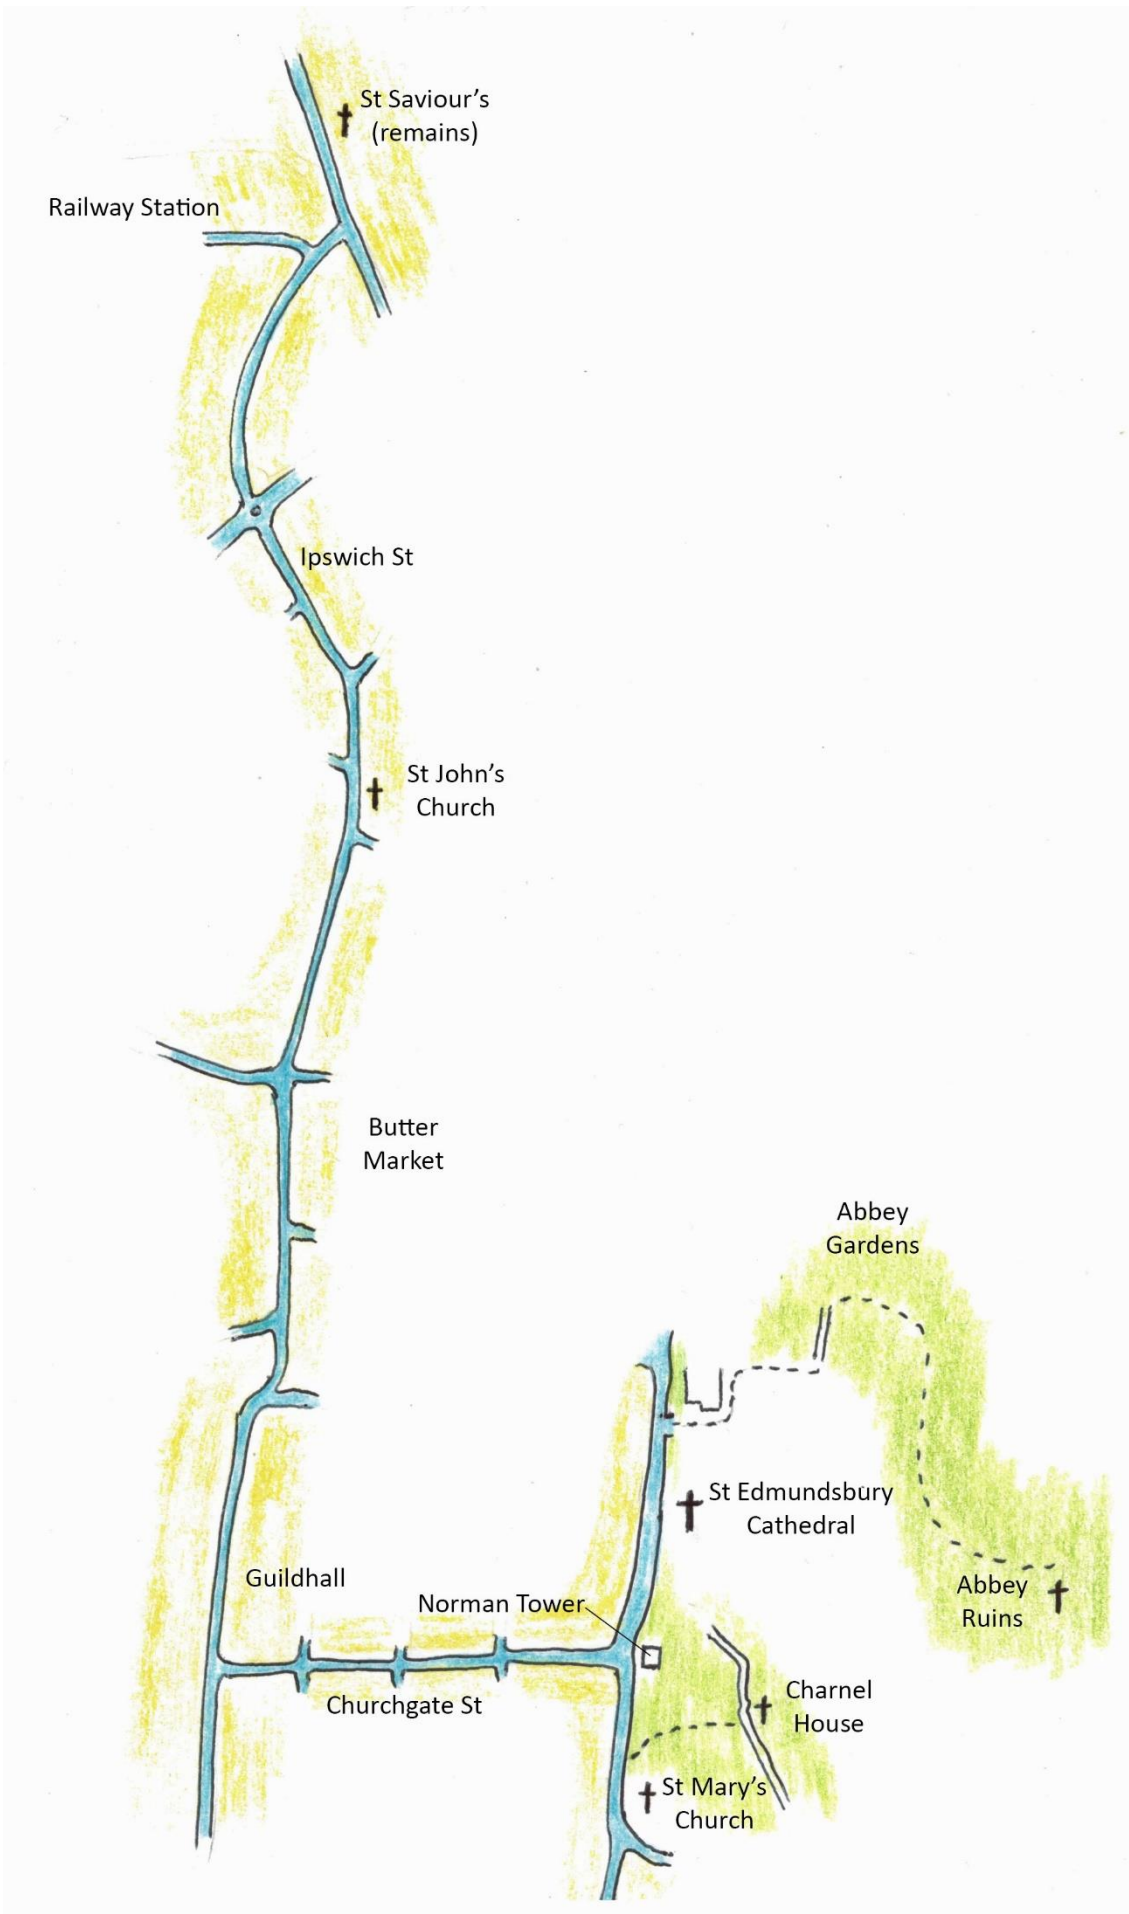 St Saviour’s
(remains)
Railway Station
Ipswich St
St John’s
Church
Butter
Market
Abbey
Gardens
St Edmundsbury
Cathedral
Guildhall
Norman Tower
Abbey
Ruins
Churchgate St
Charnel
House
St Mary’s
Church